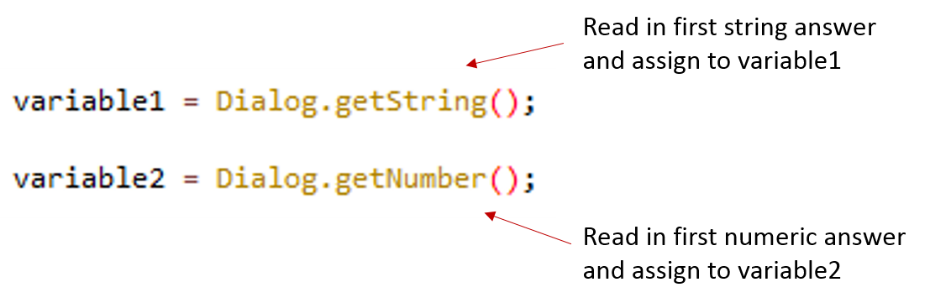 Read in first string answer
and assign to variable1
variable1 = Dialog.getString();
variable2 = Dialog.getNumber();
Read in first numeric answer
and assign to variable2